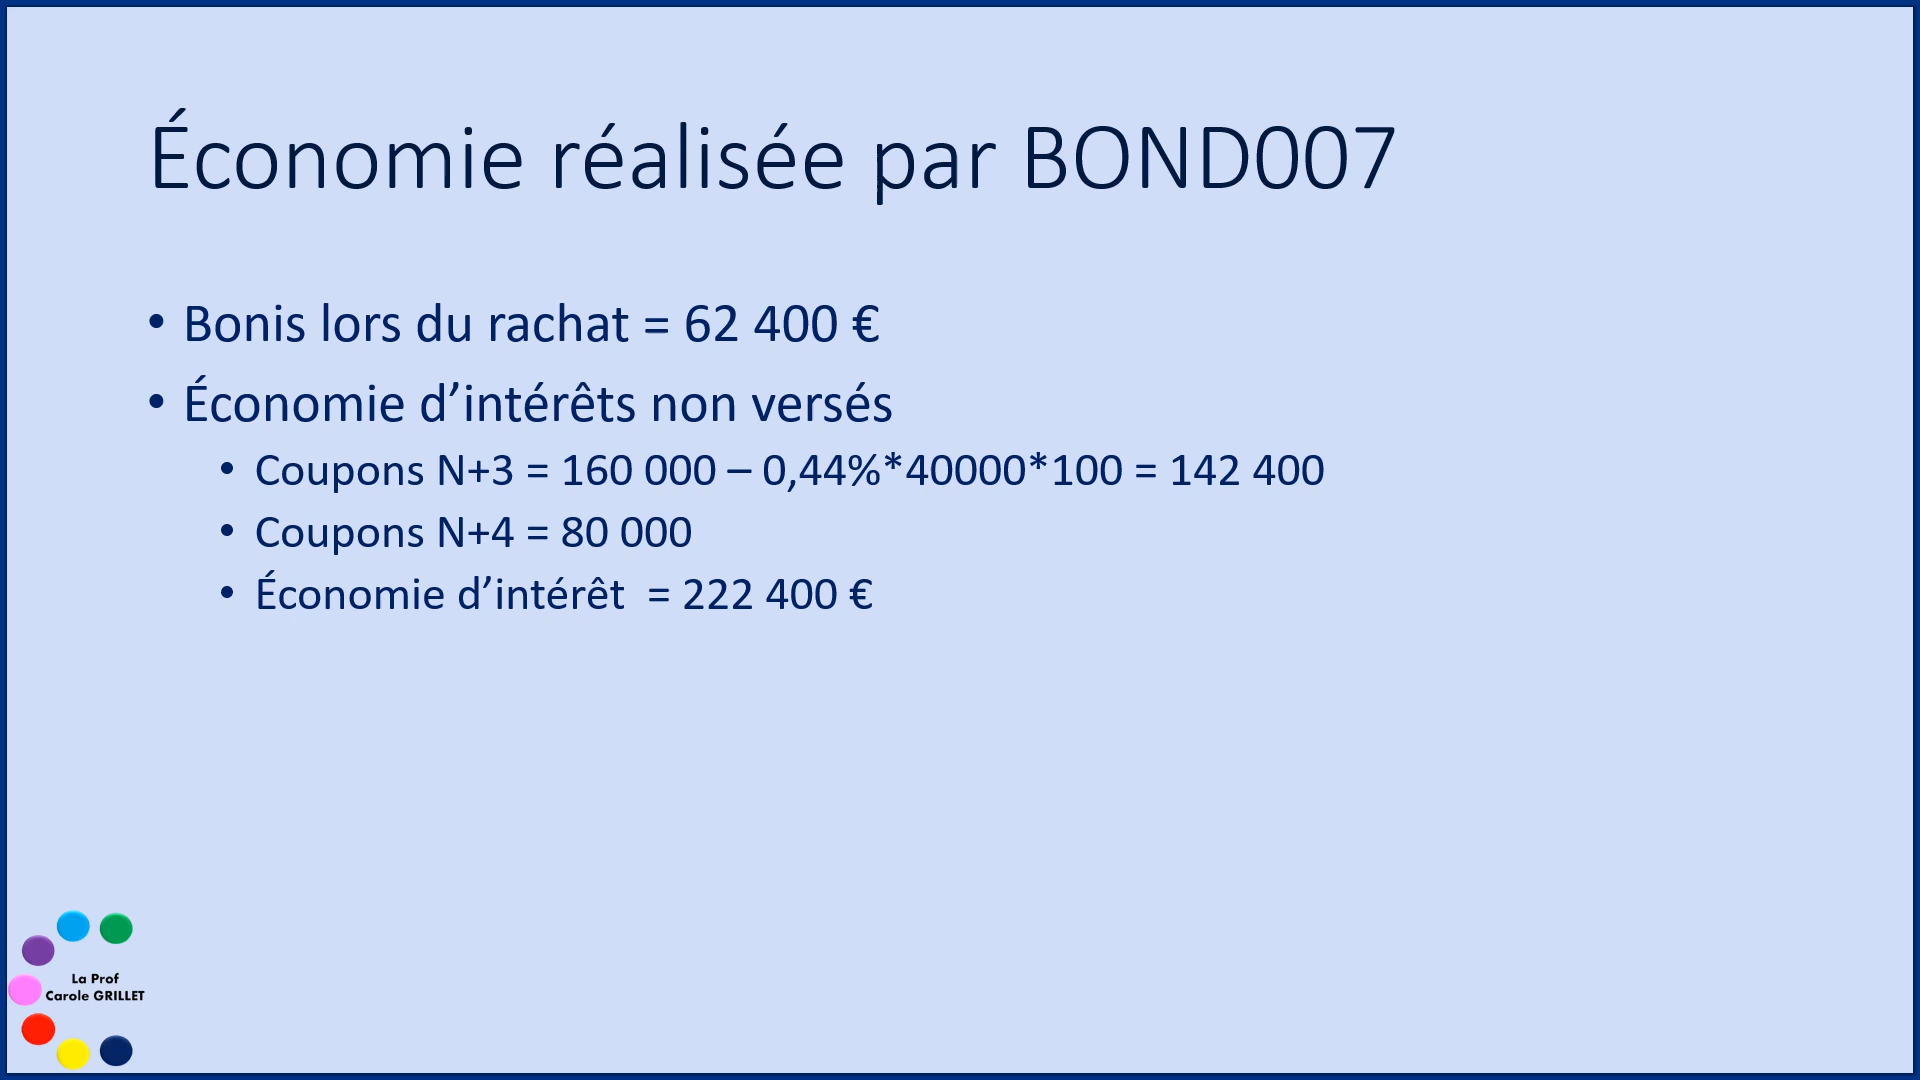 Économie réalisée par BOND007
• Bonis lors du rachat = 62 400 €
• Économie d’intérêts non versés
• Coupons N+3 = 160 000 – 0,44%*40000*100 = 142 400
• Coupons N+4 = 80 000
• Économie d’intérêt  = 222 400 €
La Prof
Carole GRILLET